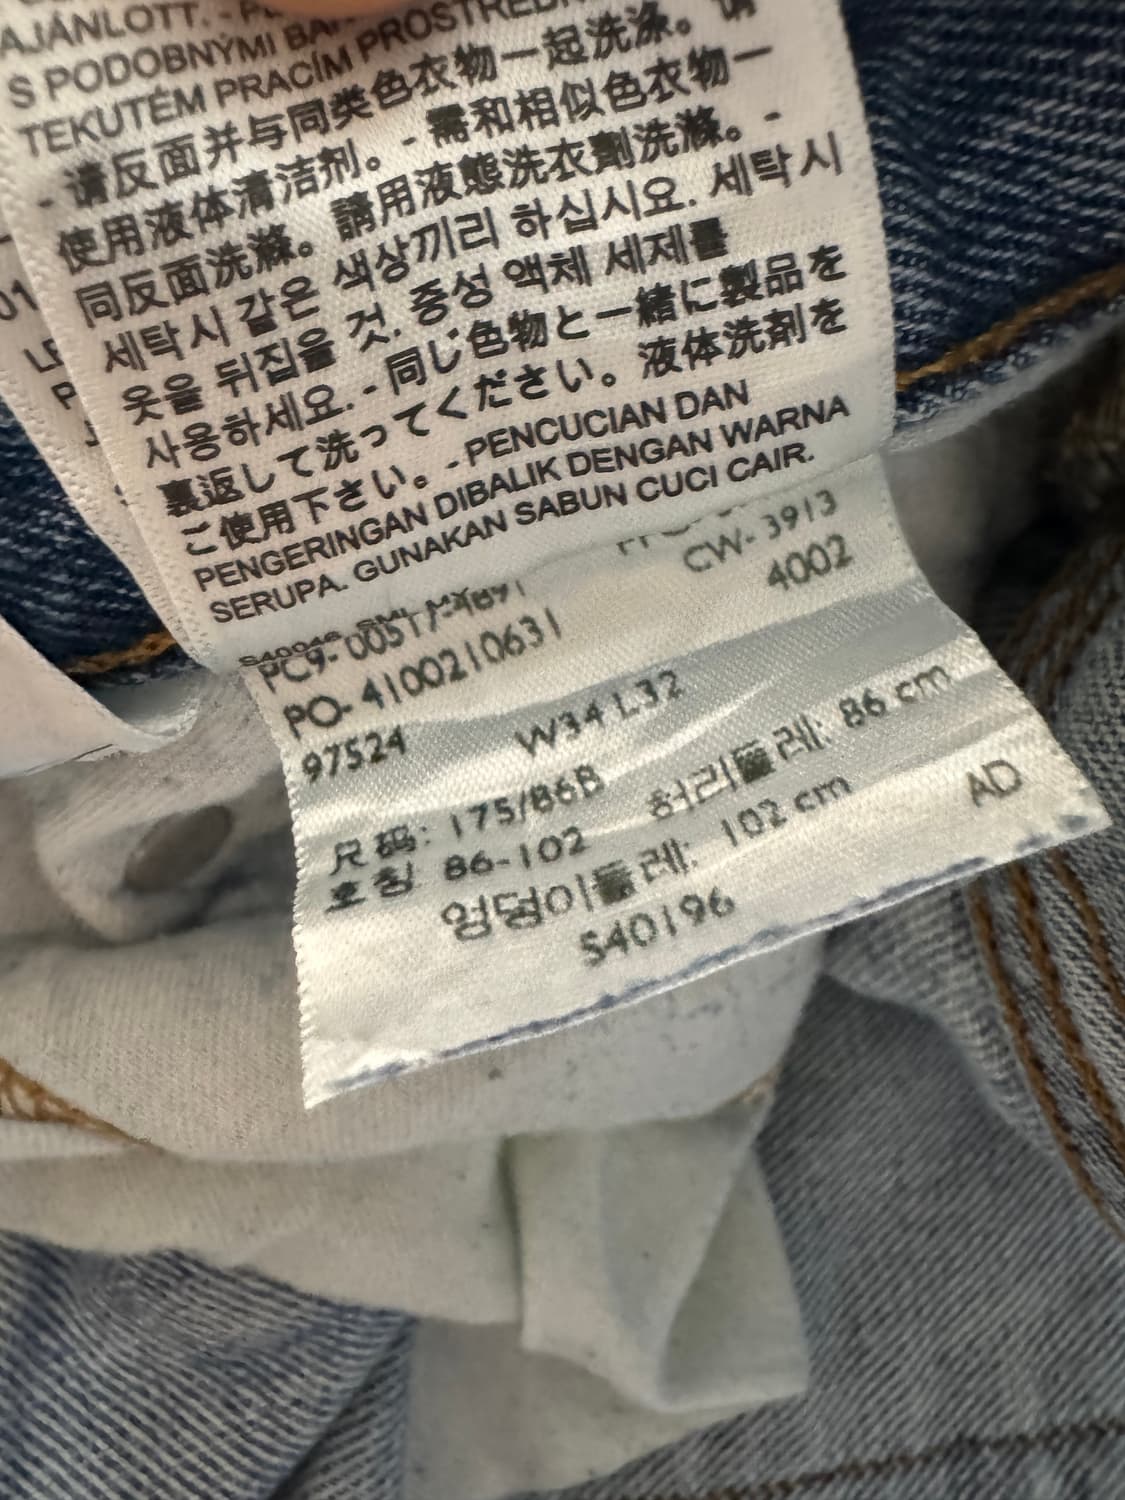 AJÁNLOTT. -
S PODOBNÝMI
TEKUTÉM PRACÍM
- 请反面并与同类色衣物一起洗涤。请
使用液体清洁剂。- 需和相似色衣物一
同反面洗滌。請用液態洗衣劑洗滌。-
세탁시 같은 색상끼리 하십시요. 세탁시
옷을 뒤집을 것. 중성 액체 세제를
사용하세요. - 同じ色物と一緒に製品を
裏返して洗ってください。液体洗剤を
ご使用下さい。- PENCUCIAN DAN
PENGERINGAN DIBALIK DENGAN WARNA
SERUPA. GUNAKAN SABUN CUCI CAIR.
CW- 3913
4002
PO- 4100210631
97524 W34 L32
尺码: 175/86B 허리둘레: 86 cm
호칭 86-102
엉덩이둘레: 102 cm AD
S40196